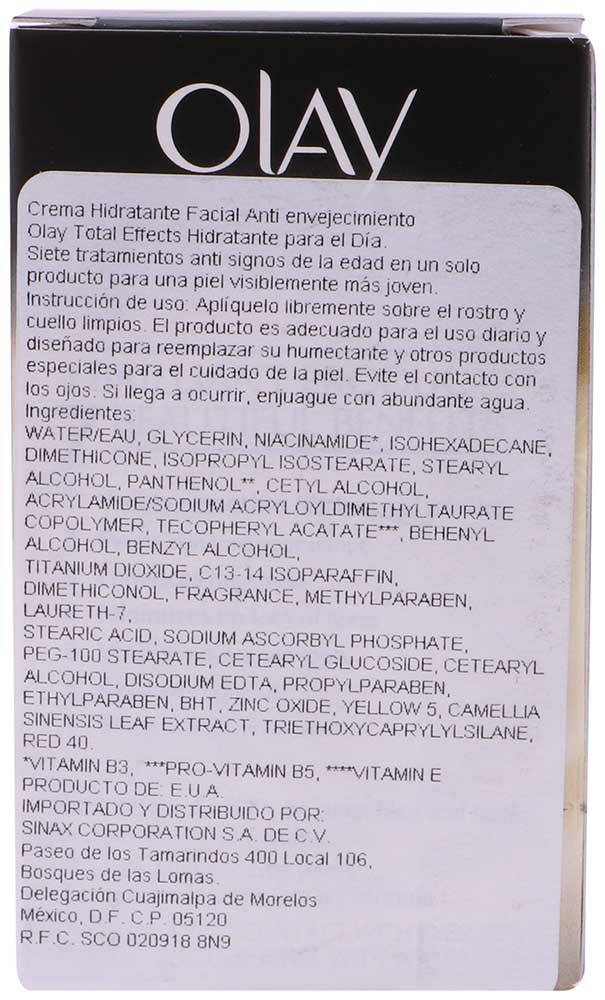 OLAY
Crema Hidratante Facial Anti envejecimiento
Olay Total Effects Hidratante para el Día.
Siete tratamientos anti signos de la edad en un solo
producto para una piel visiblemente más joven.
Instrucción de uso: Aplíquelo libremente sobre el rostro y
cuello limpios. El producto es adecuado para el uso diario y
diseñado para reemplazar su humectante y otros productos
especiales para el cuidado de la piel. Evite el contacto con
los ojos. Si llega a ocurrir, enjuague con abundante agua.
Ingredientes:
WATER/EAU, GLYCERIN, NIACINAMIDE*, ISOHEXADECANE,
DIMETHICONE, ISOPROPYL ISOSTEARATE, STEARYL
ALCOHOL, PANTHENOL**, CETYL ALCOHOL,
ACRYLAMIDE/SODIUM ACRYLOYLDIMETHYLTAURATE
COPOLYMER, TECOPHERYL ACATATE***, BEHENYL
ALCOHOL, BENZYL ALCOHOL,
TITANIUM DIOXIDE, C13-14 ISOPARAFFIN,
DIMETHICONOL, FRAGRANCE, METHYLPARABEN,
LAURETH-7,
STEARIC ACID, SODIUM ASCORBYL PHOSPHATE,
PEG-100 STEARATE, CETEARYL GLUCOSIDE, CETEARYL
ALCOHOL, DISODIUM EDTA, PROPYLPARABEN,
ETHYLPARABEN, BHT, ZINC OXIDE, YELLOW 5, CAMELLIA
SINENSIS LEAF EXTRACT, TRIETHOXYCAPRYLYLSILANE,
RED 40.
*VITAMIN B3, ***PRO-VITAMIN B5, ****VITAMIN E
PRODUCTO DE: E.U.A.
IMPORTADO Y DISTRIBUIDO POR:
SINAX CORPORATION S.A. DE C.V.
Paseo de los Tamarindos 400 Local 106,
Bosques de las Lomas.
Delegación Cuajimalpa de Morelos
México, D.F. C.P. 05120
R.F.C. SCO 020918 8N9